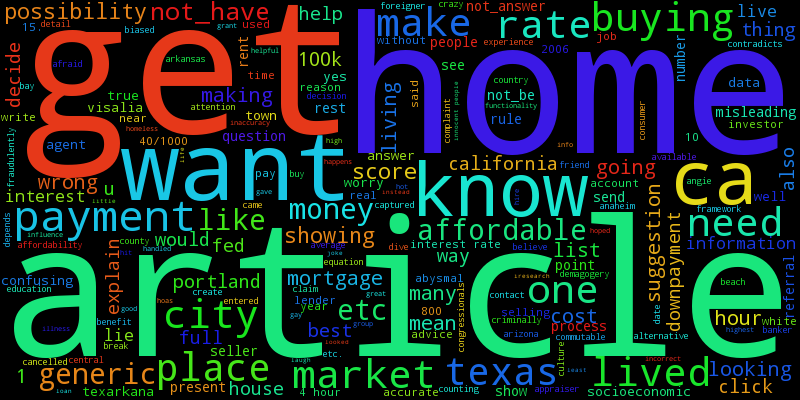 possibility not_have foreigner crazy not_answer buying live
15. detail grant used help make rate experience job biased thing
decide afraid arkansas rent 100k without people 2006 contradicts
get home
bay time yes see number data
true making reason living said country
visalia attention decision complaint not_be functionality consumer misleading
write near town rest rule innocent people investor
agent homeless inaccuracy question high info 10
fraudulently 40/1000 answer california friend available also
wrong want pay buy score know going angie ca well
interest u happens worry interest account send suggestion framework
little gave real captured hot instead anaheim need
payment like came money affordable hoped information
depends influence would fed showing interest rate believe list downpayment
affordability county average joke dive way point demagogery referral
confusing explain hit handled equation abysmal iresearch
education portland claim mortgage many contact one beach
article
hoas create entered lender great 800 selling cost date hour white
benefit good city year etc mean congressionals criminally process highest banker
lie full gay group best advice arizona commutable alternative
illness break seller looked etc. culture
cancelled central place laugh market texas least lived incorrect looking
1 generic present house 4 hour accurate counting show appraiser socioeconomic click
loan texarkana